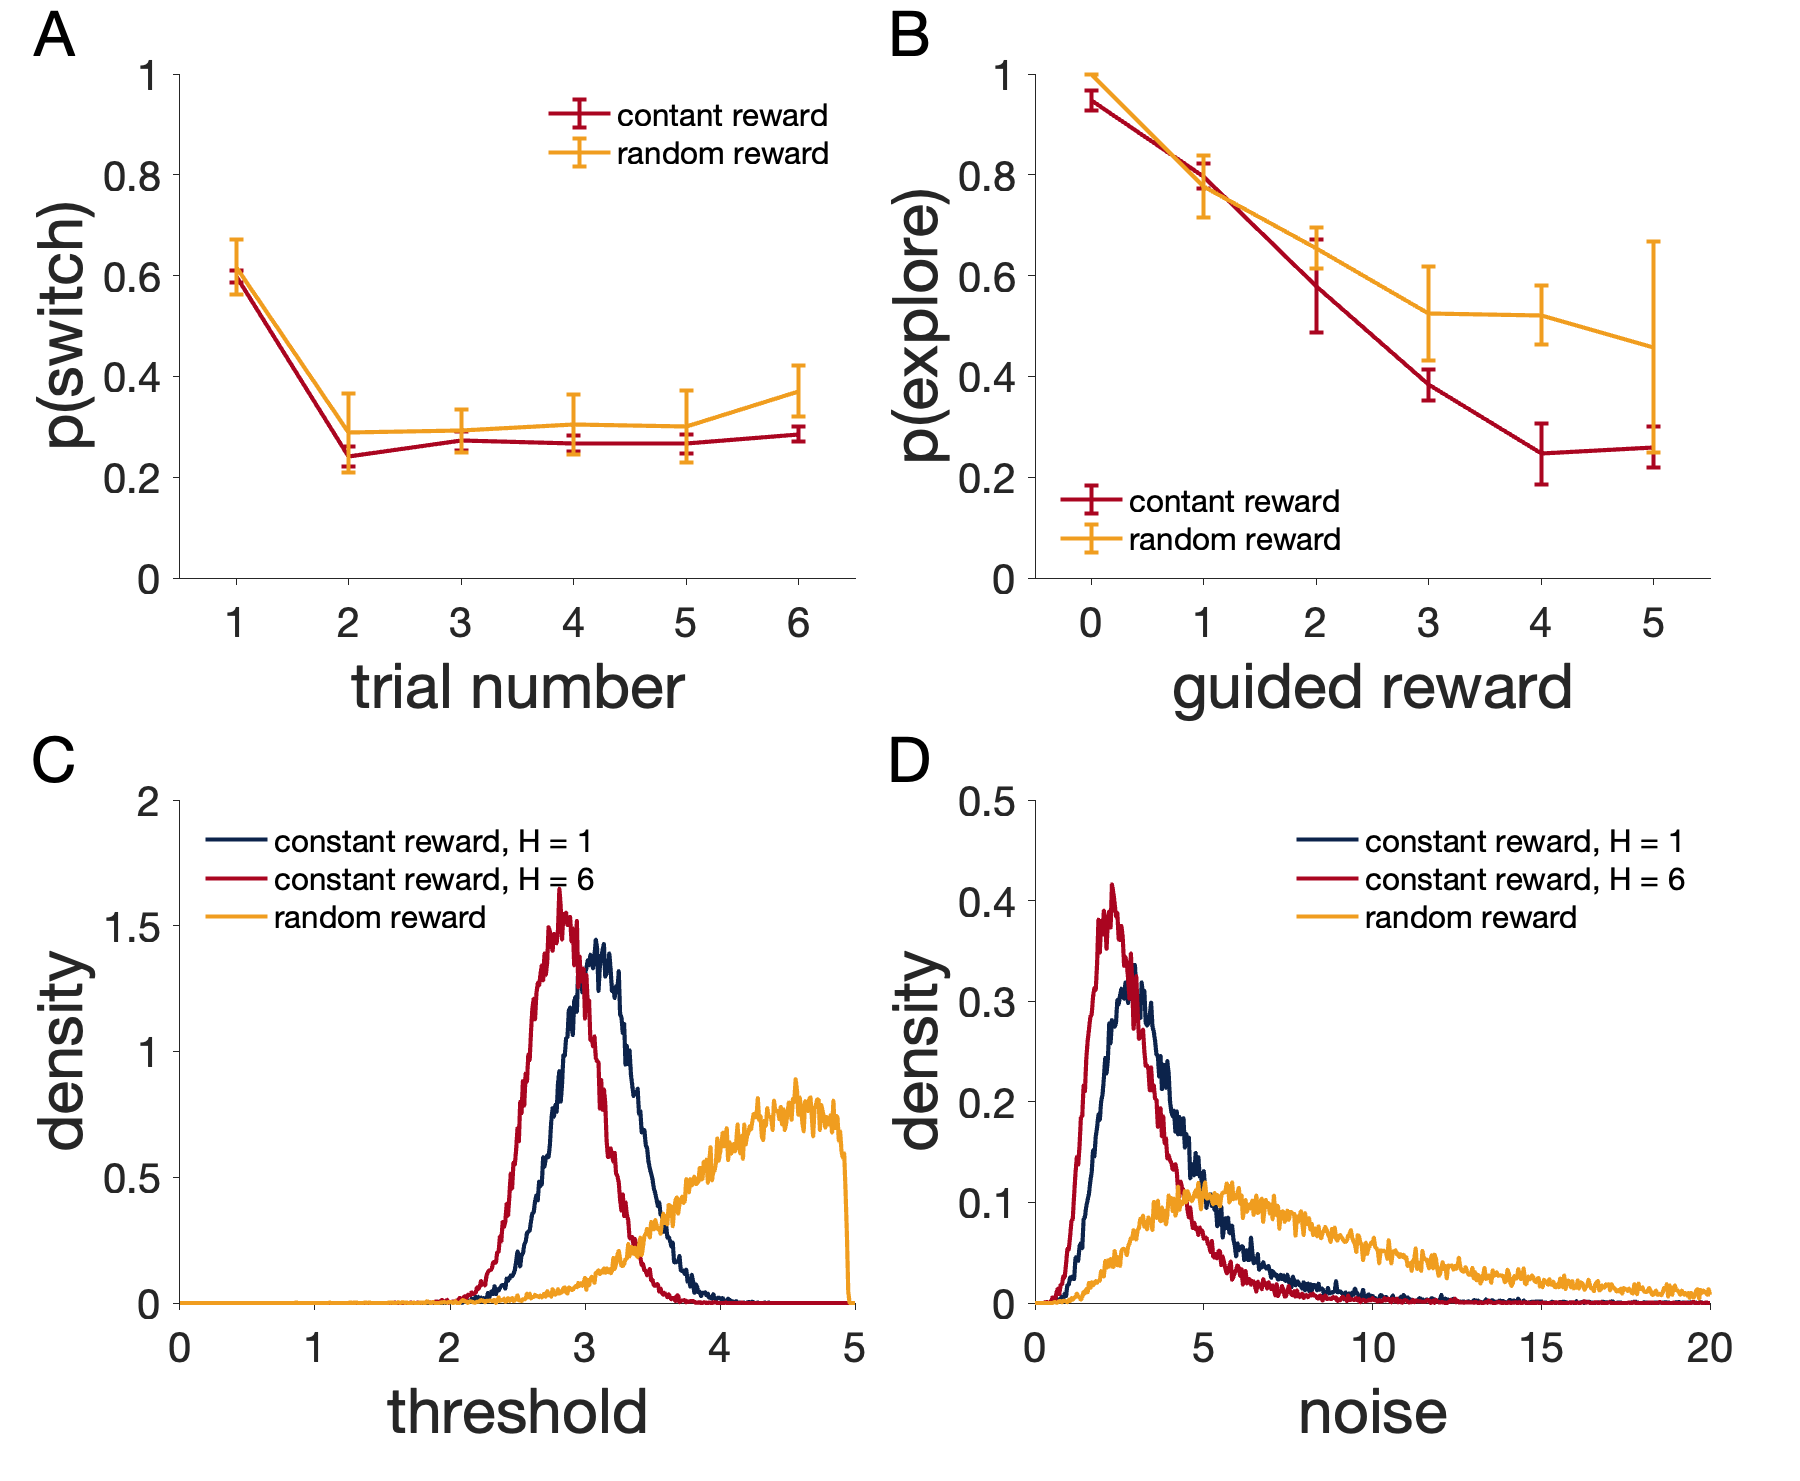 A
p(switch)
1
0.8
0.6
0.4
0.2
0
contant reward
random reward
1 2 3 4 5 6
trial number
B
p(explore)
1
0.8
0.6
0.4
0.2
0
contant reward
random reward
0 1 2 3 4 5
guided reward
C
density
2
1.5
1
0.5
0
constant reward, H = 1
constant reward, H = 6
random reward
0 1 2 3 4 5
threshold
D
density
0.5
0.4
0.3
0.2
0.1
0
constant reward, H = 1
constant reward, H = 6
random reward
0 5 10 15 20
noise